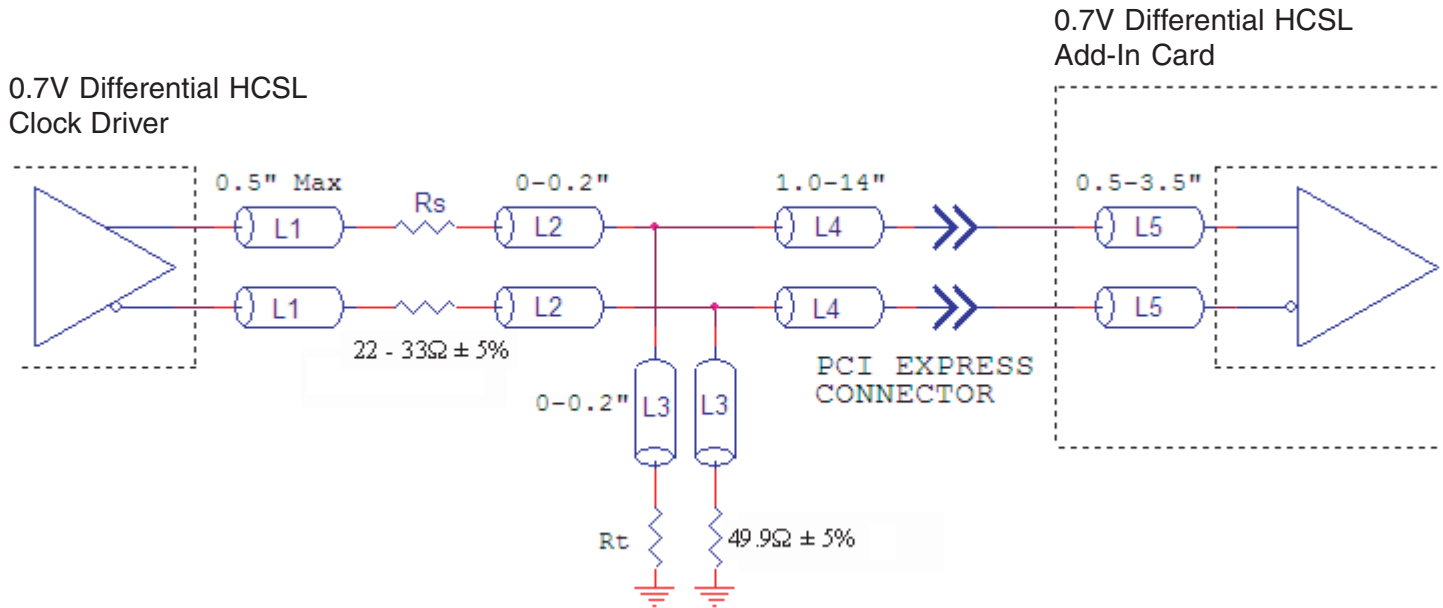 0.7V Differential HCSL
Add-In Card
0.7V Differential HCSL
Clock Driver
0.5" Max
Rs
0-0.2"
1.0-14"
0.5-3.5"
L1
L2
L4
L5
L1
L2
L4
L5
22 - 33Ω ± 5%
PCI EXPRESS
CONNECTOR
0-0.2"
L3
L3
Rt
49.9Ω ± 5%